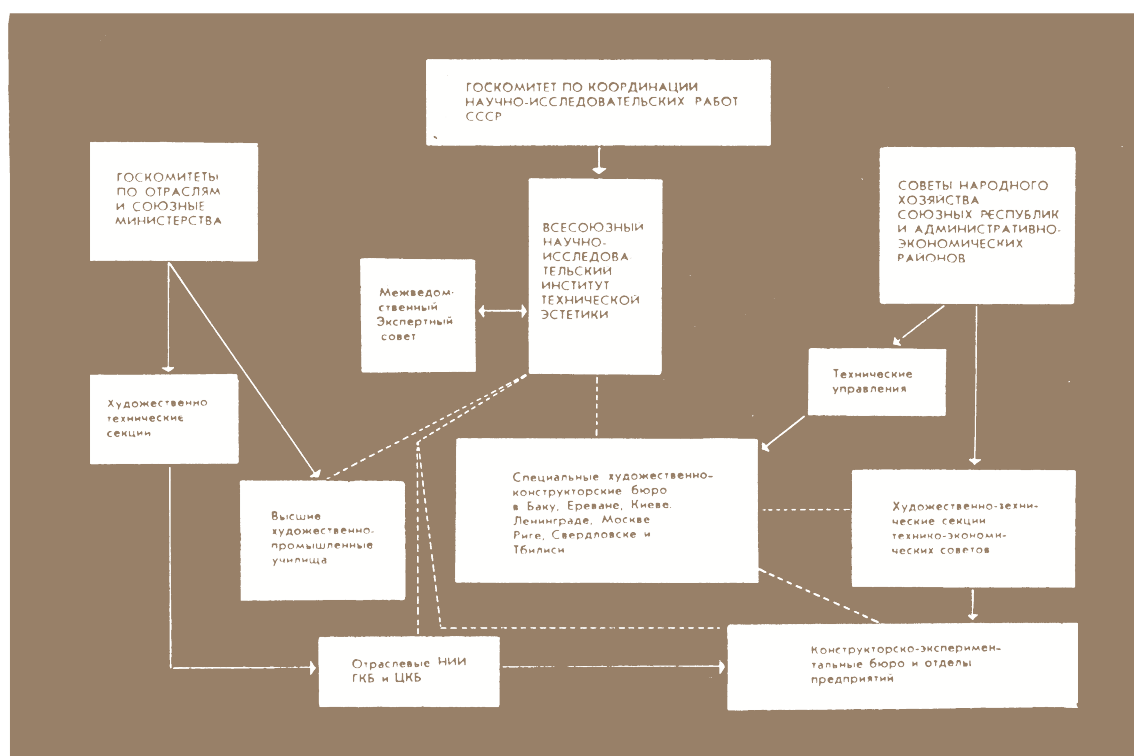 ГОСКОМИТЕТ ПО КООРДИНАЦИИ
НАУЧНО-ИССЛЕДОВАТЕЛЬСКИХ РАБОТ
СССР
ГОСКОМИТЕТЫ
ПО ОТРАСЛЯМ
И СОЮЗНЫЕ
МИНИСТЕРСТВА
ВСЕСОЮЗНЫЙ
НАУЧНО-
ИССЛЕДОВА-
ТЕЛЬСКИЙ
ИНСТИТУТ
ТЕХНИЧЕСКОЙ
ЭСТЕТИКИ
СОВЕТЫ НАРОДНОГО
ХОЗЯЙСТВА
СОЮЗНЫХ РЕСПУБЛИК
И АДМИНИСТРАТИВНО-
ЭКОНОМИЧЕСКИХ
РАЙОНОВ
Межведом-
ственный
Экспертный
совет
Технические
управления
Художественно
технические
секции
Специальные художественно-
конструкторские бюро
в Баку, Ереване, Киеве.
Ленинграде, Москве
Риге, Свердловске и
Тбилиси
Высшие
художественно-
промышленные
училища
Художественно-техни-
ческие секции
технико-экономи-
ческих советов
Отраслевые НИИ
ГКБ и ЦКБ
Конструкторско-эксперимен-
тальные бюро и отделы
предприятий